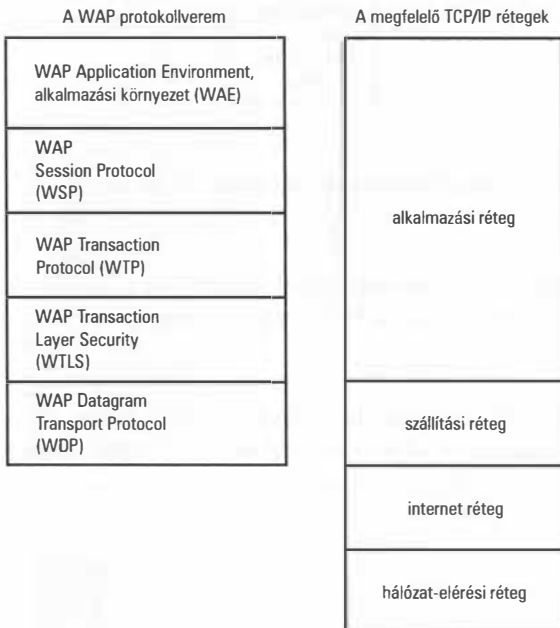 A WAP protokollverem
WAP Application Environment,
alkalmazási környezet (WAE)
WAP
Session Protocol
(WSP)
WAP Transaction
Protocol (WTP)
WAP Transaction
Layer Security
(WTLS)
WAP Datagram
Transport Protocol
(WDP)
A megfelelő TCP/IP rétegek
alkalmazási réteg
szállítási réteg
internet réteg
hálózat-elérési réteg